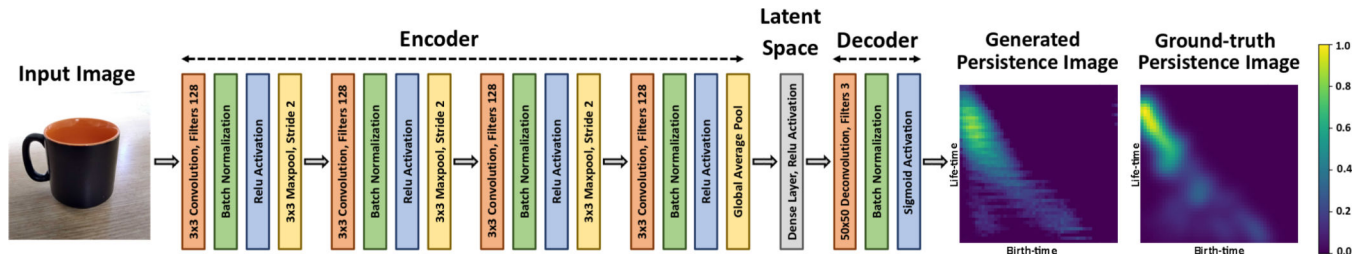 Input Image
Encoder
3x3 Convolution, Filters 128
Batch Normalization
Relu Activation
3x3 Maxpool, Stride 2
3x3 Convolution, Filters 128
Batch Normalization
Relu Activation
3x3 Maxpool, Stride 2
3x3 Convolution, Filters 128
Batch Normalization
Relu Activation
3x3 Maxpool, Stride 2
3x3 Convolution, Filters 128
Batch Normalization
Relu Activation
Global Average Pool
Latent
Space
Dense Layer, Relu Activation
Decoder
50x50 Deconvolution, Filters 3
Batch Normalization
Sigmoid Activation
Generated
Persistence Image
Life-time
Birth-time
Ground-truth
Persistence Image
Life-time
Birth-time
1.0
0.8
0.6
0.4
0.2
0.0